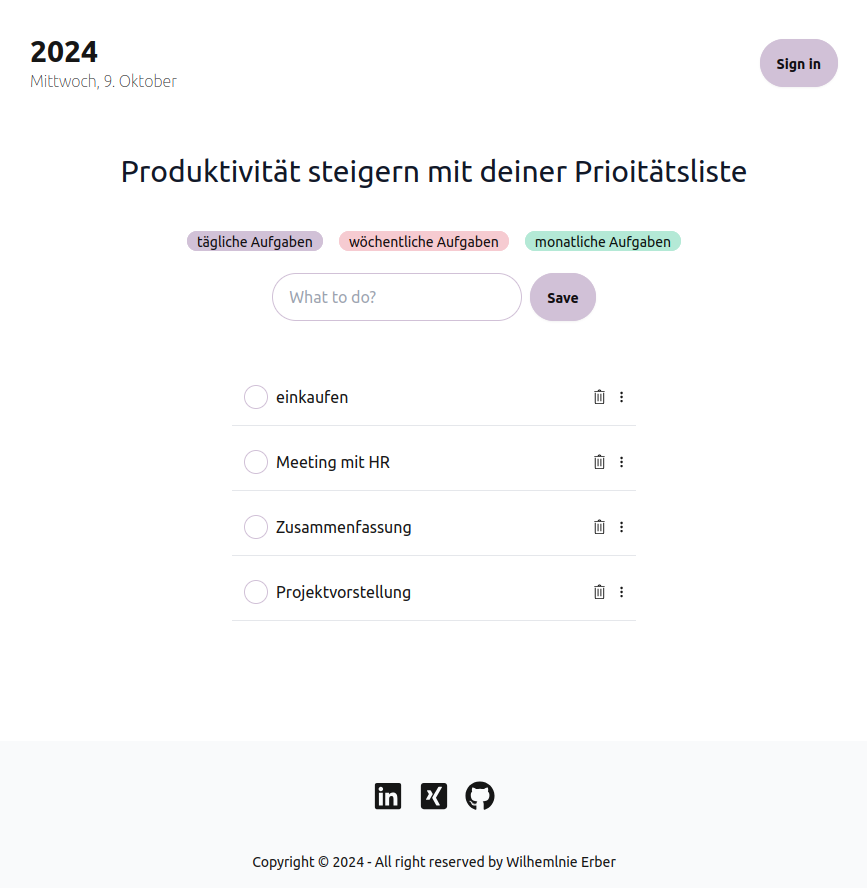 2024
Mittwoch, 9. Oktober
Sign in
Produktivität steigern mit deiner Prioitätsliste
tägliche Aufgaben wöchentliche Aufgaben monatliche Aufgaben
What to do? Save
einkaufen
Meeting mit HR
Zusammenfassung
Projektvorstellung
in
Copyright © 2024 - All right reserved by Wilhemlnie Erber